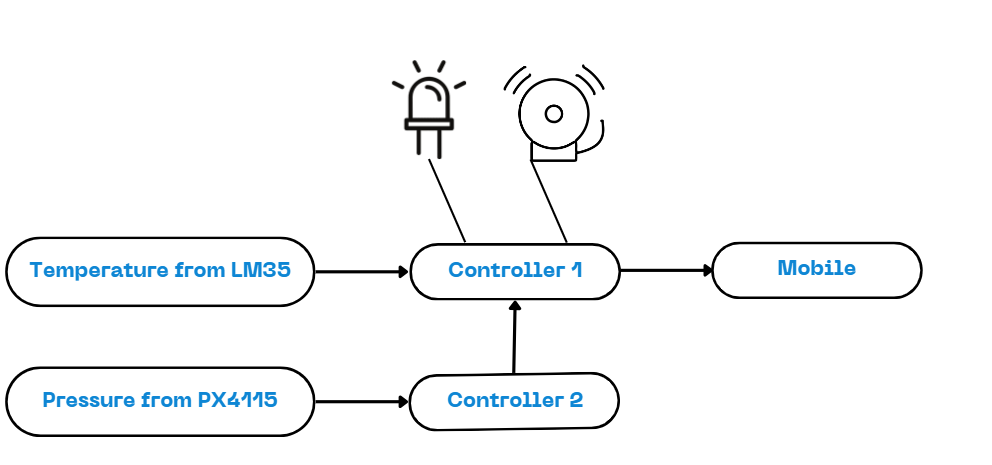 Temperature from LM35
Controller 1
Mobile
Pressure from PX4115
Controller 2